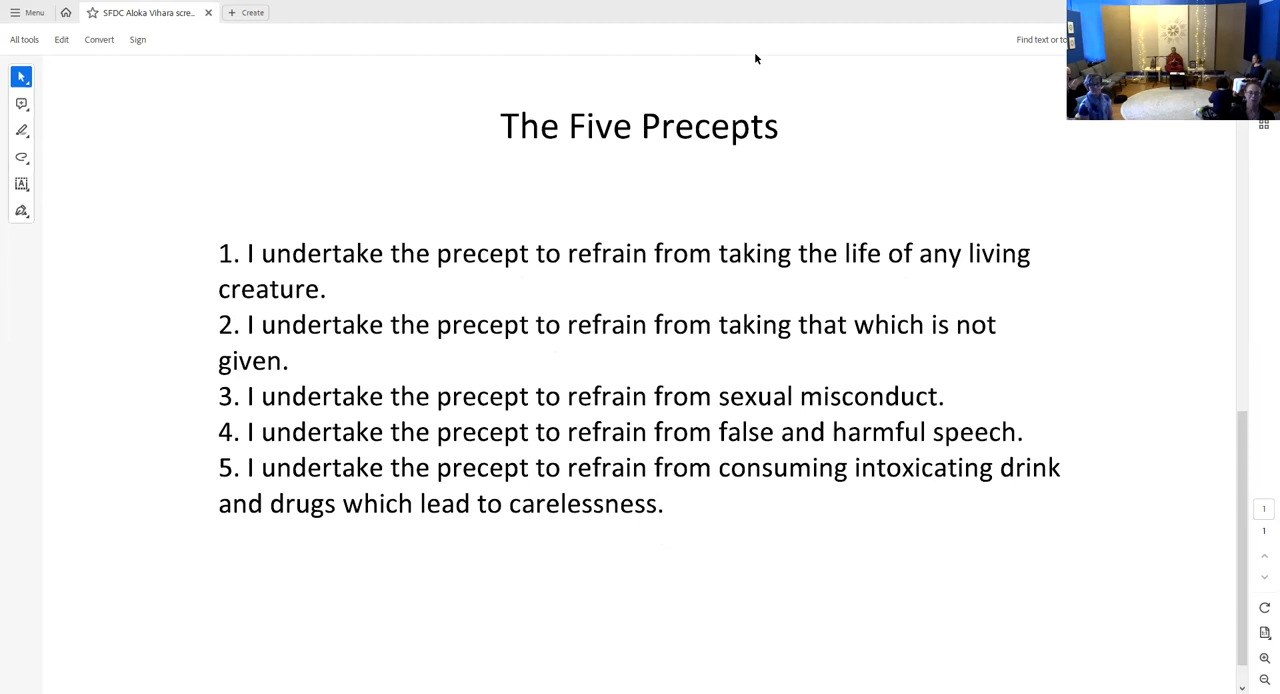 Menu
SFDC Aloka Vihara scre...
Create
All tools
Edit
Convert
Sign
Find text or to
The Five Precepts
1. I undertake the precept to refrain from taking the life of any living
creature.
2. I undertake the precept to refrain from taking that which is not
given.
3. I undertake the precept to refrain from sexual misconduct.
4. I undertake the precept to refrain from false and harmful speech.
5. I undertake the precept to refrain from consuming intoxicating drink
and drugs which lead to carelessness.
1
1